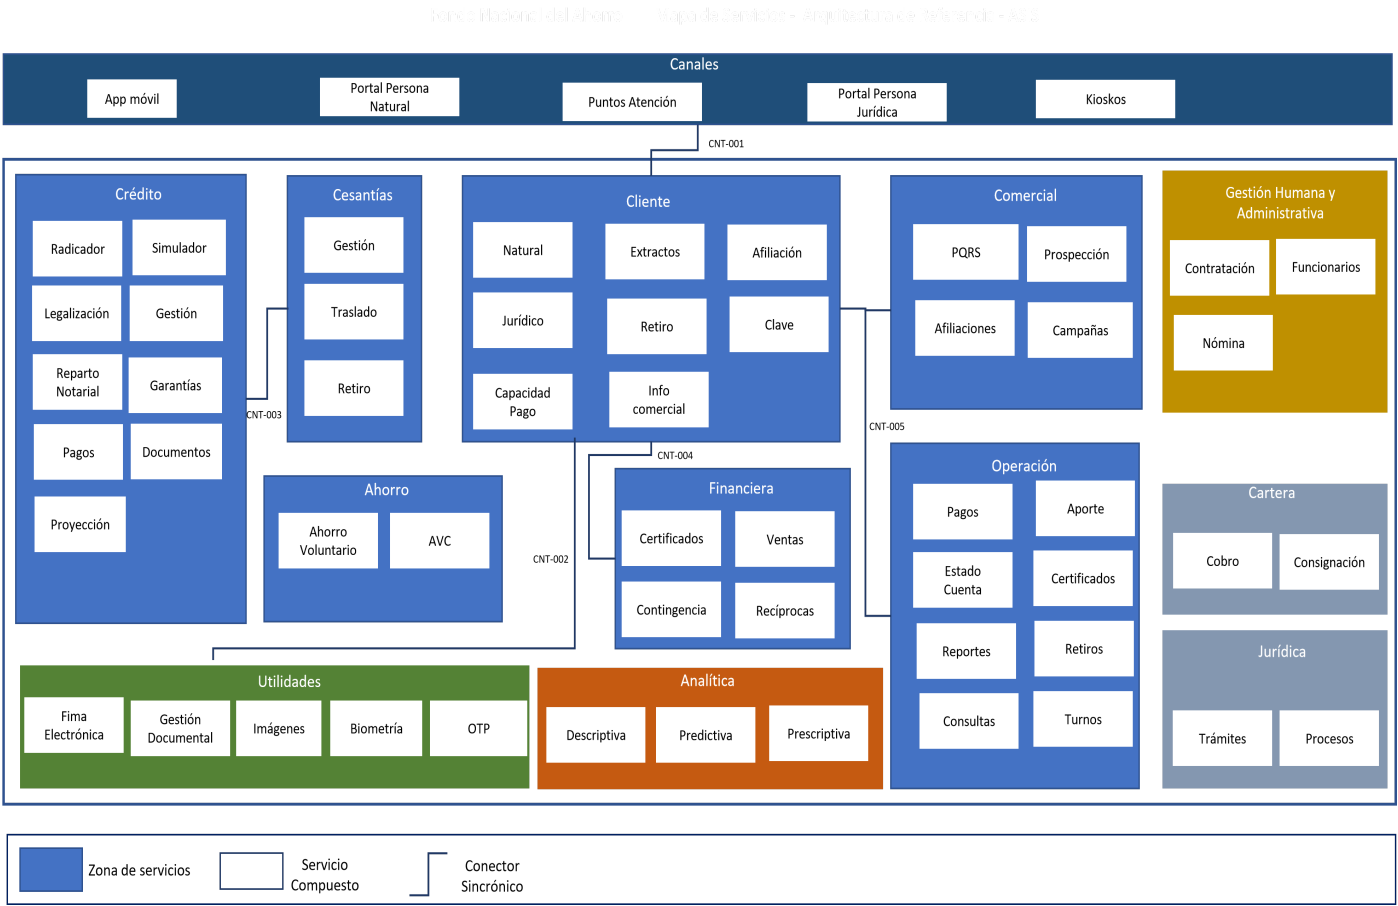 Canales
App móvil
Portal Persona
Natural
Puntos Atención
Portal Persona
Jurídica
Kioskos
CNT-001
Crédito
Radicador
Simulador
Legalización
Gestión
Reparto
Notarial
Garantías
Pagos
Documentos
Proyección
CNT-003
Cesantías
Gestión
Traslado
Retiro
Cliente
Natural
Extractos
Afiliación
Jurídico
Retiro
Clave
Capacidad
Pago
Info
comercial
Comercial
PQRS
Prospección
Afiliaciones
Campañas
Gestión Humana y
Administrativa
Contratación
Funcionarios
Nómina
CNT-005
CNT-004
CNT-002
Ahorro
Ahorro
Voluntario
AVC
Financiera
Certificados
Ventas
Contingencia
Recíprocas
Operación
Pagos
Aporte
Estado
Cuenta
Certificados
Reportes
Retiros
Consultas
Turnos
Cartera
Cobro
Consignación
Jurídica
Trámites
Procesos
Utilidades
Fima
Electrónica
Gestión
Documental
Imágenes
Biometría
OTP
Analítica
Descriptiva
Predictiva
Prescriptiva
Zona de servicios
Servicio
Compuesto
Conector
Sincrónico